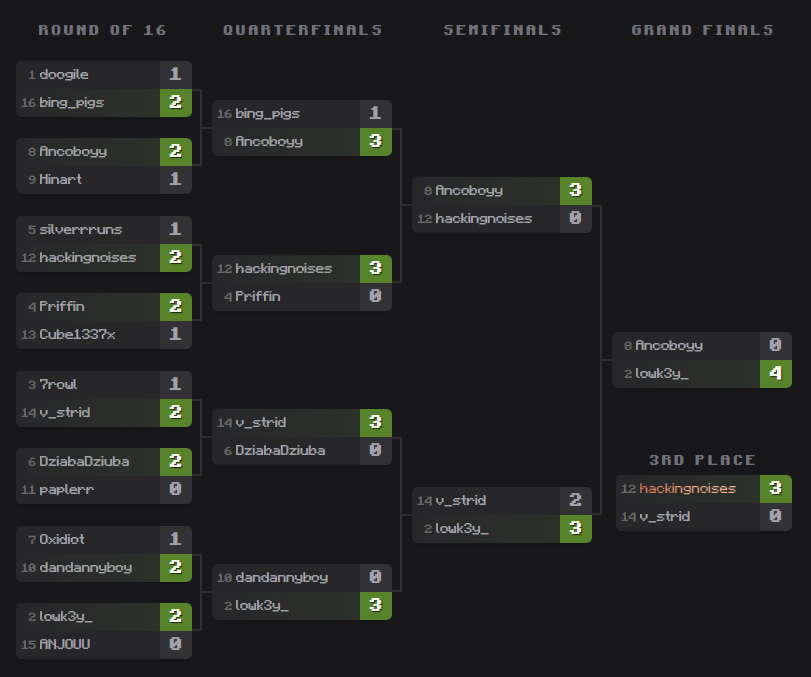 ROUND OF 16
1 doogile 1
16 bing_pigs 2
8 Ancoboyy 2
9 Hinart 1
5 silverrruns 1
12 hackingnoises 2
4 Priffin 2
13 Cube1337x 1
3 7rowl 1
14 v_strid 2
6 DziabaDziuba 2
11 paplerr 0
7 Oxidiot 1
10 dandannyboy 2
2 lowk3y_ 2
15 ANJOUU 0
QUARTERFINALS
16 bing_pigs 1
8 Ancoboyy 3
12 hackingnoises 3
4 Priffin 0
14 v_strid 3
6 DziabaDziuba 0
10 dandannyboy 0
2 lowk3y_ 3
SEMIFINALS
8 Ancoboyy 3
12 hackingnoises 0
14 v_strid 2
2 lowk3y_ 3
GRAND FINALS
8 Ancoboyy 0
2 lowk3y_ 4
3RD PLACE
12 hackingnoises 3
14 v_strid 0